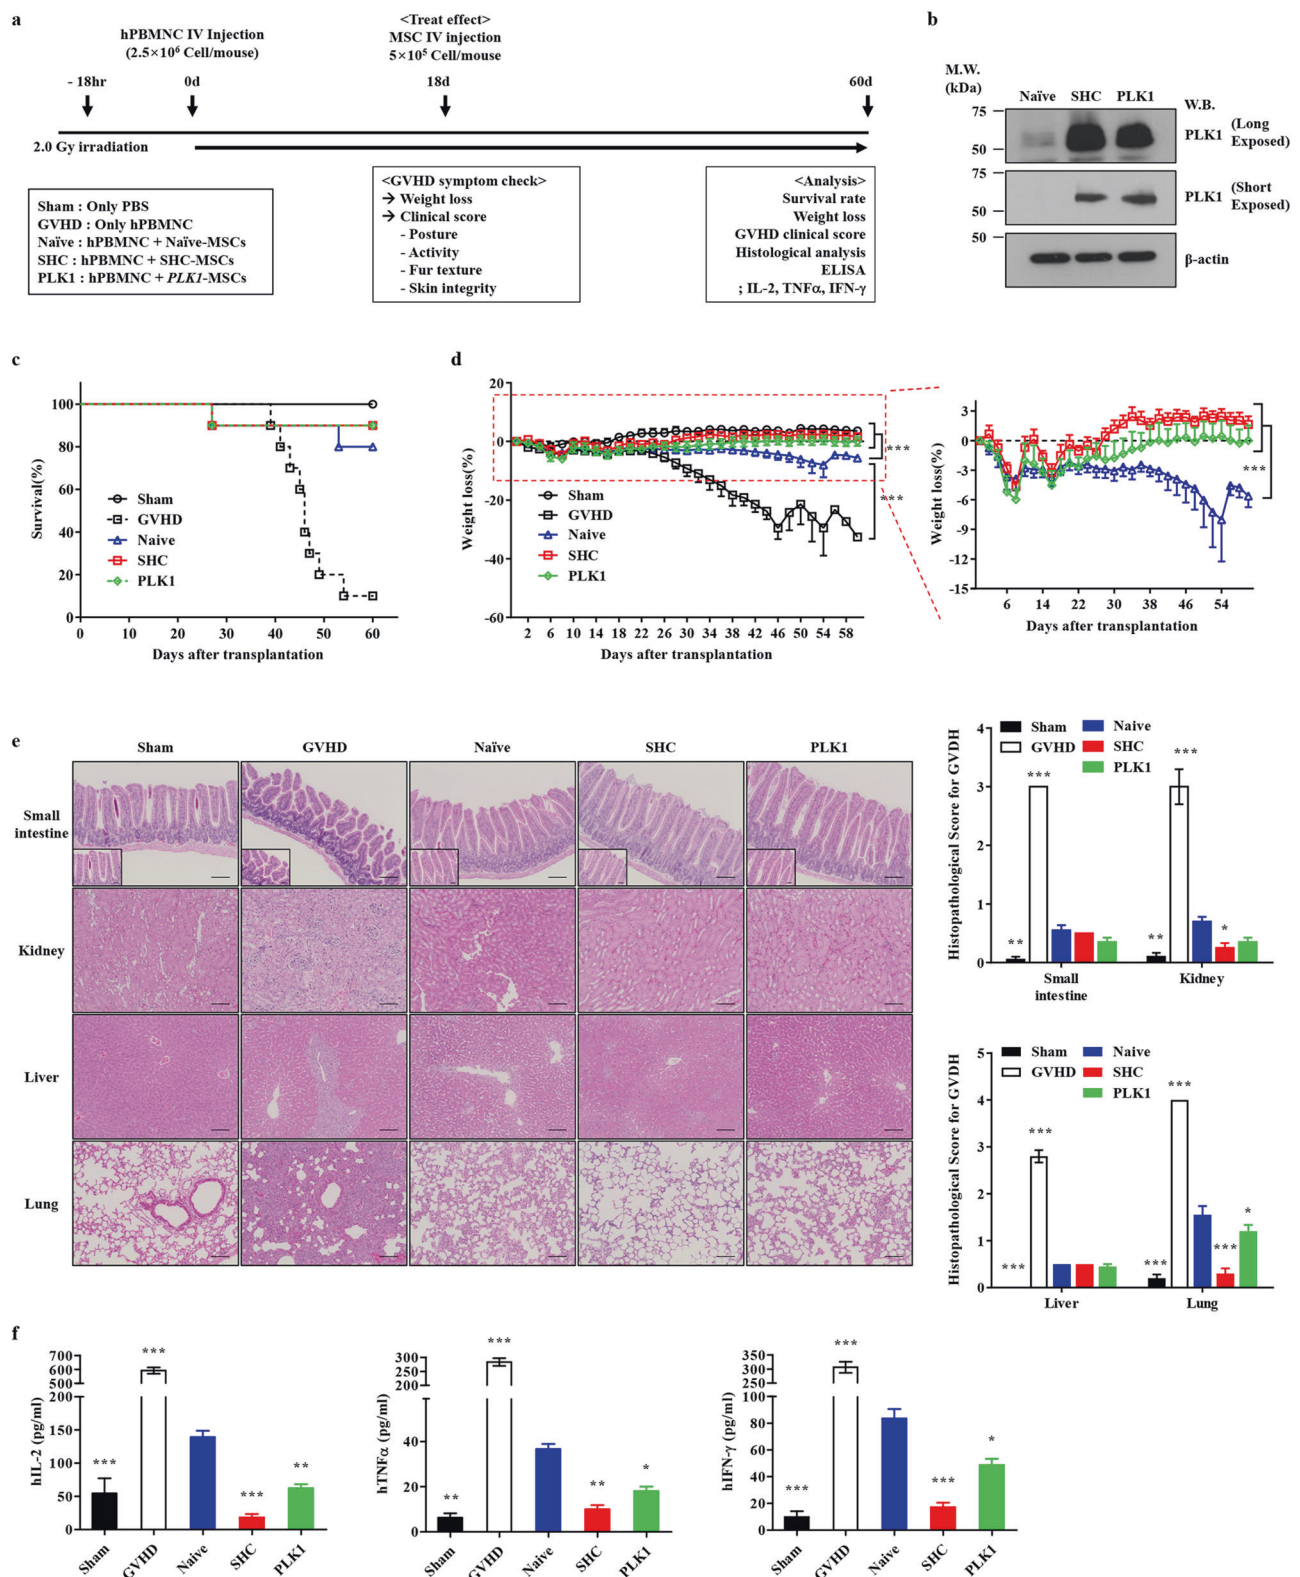 a
hPBMNC IV Injection
(2.5×10⁶ Cell/mouse)
<Treat effect>
MSC IV injection
5×10⁵ Cell/mouse
- 18hr
0d
18d
60d
2.0 Gy irradiation
Sham : Only PBS
GVHD : Only hPBMNC
Naïve : hPBMNC + Naïve-MSCs
SHC : hPBMNC + SHC-MSCs
PLK1 : hPBMNC + PLK1-MSCs
<GVHD symptom check>
→ Weight loss
→ Clinical score
- Posture
- Activity
- Fur texture
- Skin integrity
<Analysis>
Survival rate
Weight loss
GVHD clinical score
Histological analysis
ELISA
; IL-2, TNFα, IFN-γ
b
M.W.
(kDa)
Naïve SHC PLK1
W.B.
75
50
PLK1 (Long Exposed)
75
50
PLK1 (Short Exposed)
50
β-actin
c
Survival(%)
100
80
60
40
20
0
Sham
GVHD
Naive
SHC
PLK1
0 10 20 30 40 50 60
Days after transplantation
d
Weight loss(%)
20
0
-20
-40
-60
Sham
GVHD
Naive
SHC
PLK1
***
***
2 6 10 14 18 22 26 30 34 38 42 46 50 54 58
Days after transplantation
Weight loss(%)
3
0
-3
-6
-9
-12
-15
***
6 14 22 30 38 46 54
Days after transplantation
e
Sham GVHD Naïve SHC PLK1
Small
intestine
Kidney
Liver
Lung
Histopathological Score for GVDH
4
3
2
1
0
Sham
GVHD
Naive
SHC
PLK1
** *** ** *** *
Small
intestine
Kidney
Histopathological Score for GVDH
5
4
3
2
1
0
Sham
GVHD
Naive
SHC
PLK1
*** *** *** *** *** *
Liver
Lung
f
hIL-2 (pg/ml)
700
600
500
200
150
100
50
0
*** *** *** **
Sham GVHD Naive SHC PLK1
hTNFα (pg/ml)
300
250
200
40
20
0
** *** ** *
Sham GVHD Naive SHC PLK1
hIFN-γ (pg/ml)
350
300
250
100
80
60
40
20
0
*** *** *** *
Sham GVHD Naive SHC PLK1